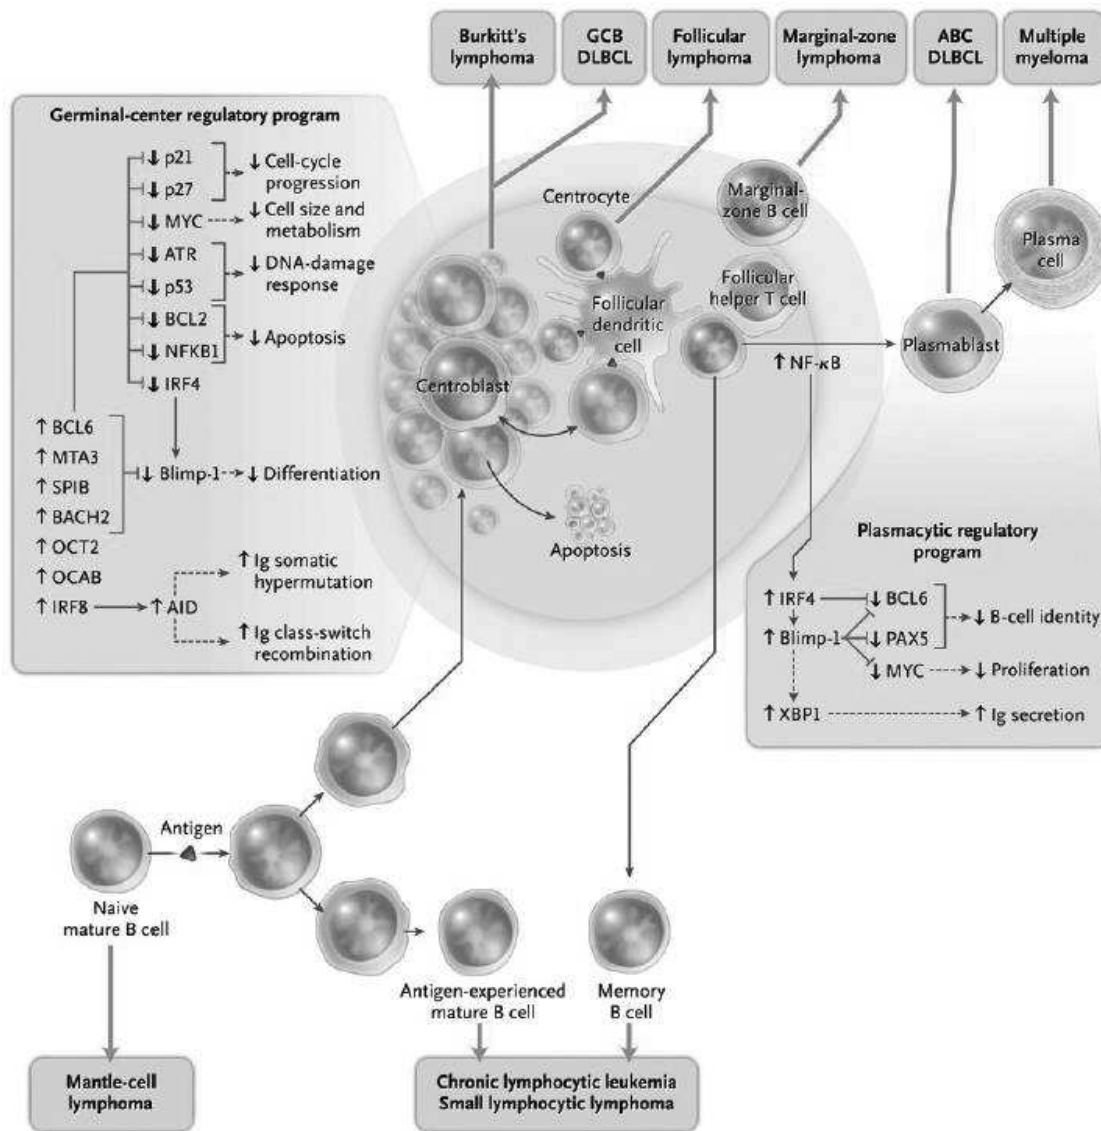 Burkitt's
lymphoma
GCB
DLBCL
Follicular
lymphoma
Marginal-zone
lymphoma
ABC
DLBCL
Multiple
myeloma
Germinal-center regulatory program
↓ p21
↓ p27
↓ Cell-cycle
progression
↓ MYC
↓ Cell size and
metabolism
↓ ATR
↓ p53
↓ DNA-damage
response
↓ BCL2
↓ NFKB1
↓ Apoptosis
↓ IRF4
↑ BCL6
↑ MTA3
↑ SPIB
↑ BACH2
↓ Blimp-1
↓ Differentiation
↑ OCT2
↑ OCAB
↑ IRF8
↑ AID
↑ Ig somatic
hypermutation
↑ Ig class-switch
recombination
Centrocyte
Marginal-
zone B cell
Follicular
helper T cell
Follicular
dendritic
cell
Centroblast
Apoptosis
↑ NF-κB
Plasmablast
Plasma
cell
Plasmacytic regulatory
program
↑ IRF4
↓ BCL6
↑ Blimp-1
↓ PAX5
↓ B-cell identity
↓ MYC
↓ Proliferation
↑ XBP1
↑ Ig secretion
Antigen
Naive
mature B cell
Antigen-experienced
mature B cell
Memory
B cell
Mantle-cell
lymphoma
Chronic lymphocytic leukemia
Small lymphocytic lymphoma